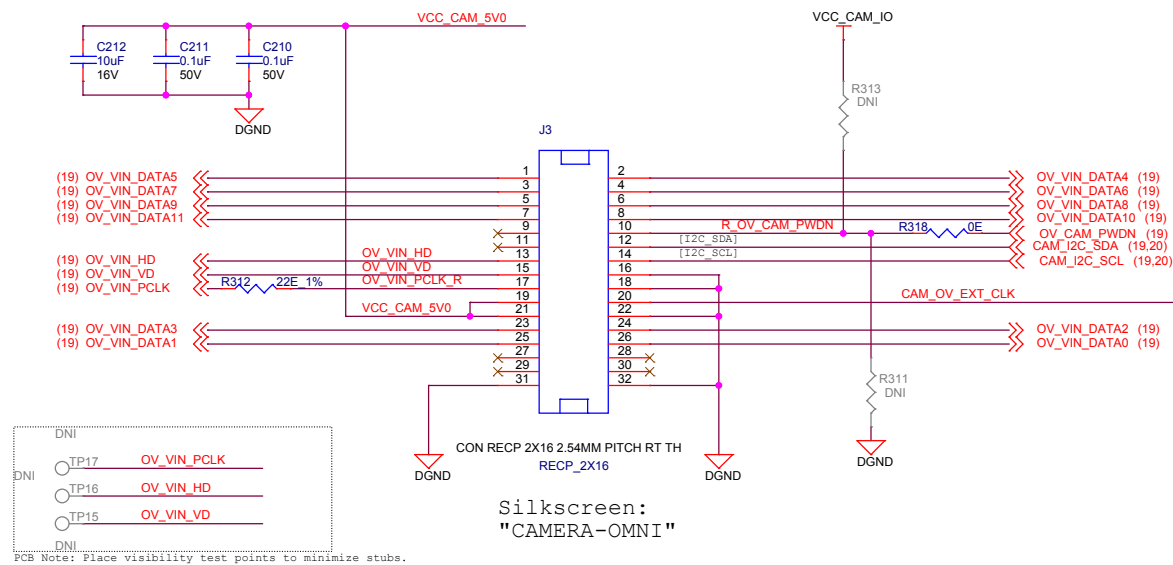 VCC_CAM_5V0
VCC_CAM_IO
C212
10uF
16V
C211
0.1uF
50V
C210
0.1uF
50V
DGND
R313
DNI
J3
(19) OV_VIN_DATA5 1 2 OV_VIN_DATA4 (19)
(19) OV_VIN_DATA7 3 4 OV_VIN_DATA6 (19)
(19) OV_VIN_DATA9 5 6 OV_VIN_DATA8 (19)
(19) OV_VIN_DATA11 7 8 OV_VIN_DATA10 (19)
9 10 R_OV_CAM_PWDN R318 0E OV_CAM_PWDN (19)
11 12 [I2C_SDA] CAM_I2C_SDA (19,20)
(19) OV_VIN_HD OV_VIN_HD 13 14 [I2C_SCL] CAM_I2C_SCL (19,20)
(19) OV_VIN_VD OV_VIN_VD 15 16
(19) OV_VIN_PCLK R312 22E_1% OV_VIN_PCLK_R 17 18
19 20 CAM_OV_EXT_CLK
VCC_CAM_5V0 21 22
(19) OV_VIN_DATA3 23 24 OV_VIN_DATA2 (19)
(19) OV_VIN_DATA1 25 26 OV_VIN_DATA0 (19)
27 28
29 30
31 32
R311
DNI
CON RECP 2X16 2.54MM PITCH RT TH
RECP_2X16
DGND
DGND
DGND
DNI
DNI
TP17 OV_VIN_PCLK
TP16 OV_VIN_HD
TP15 OV_VIN_VD
DNI
PCB Note: Place visibility test points to minimize stubs.
Silkscreen:
"CAMERA-OMNI"